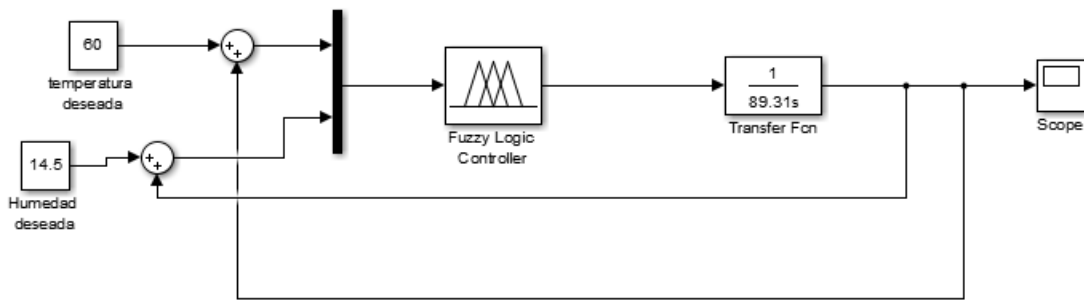 60
temperatura
deseada
14.5
Humedad
deseada
Fuzzy Logic
Controller
1
89.31s
Transfer Fcn
Scope